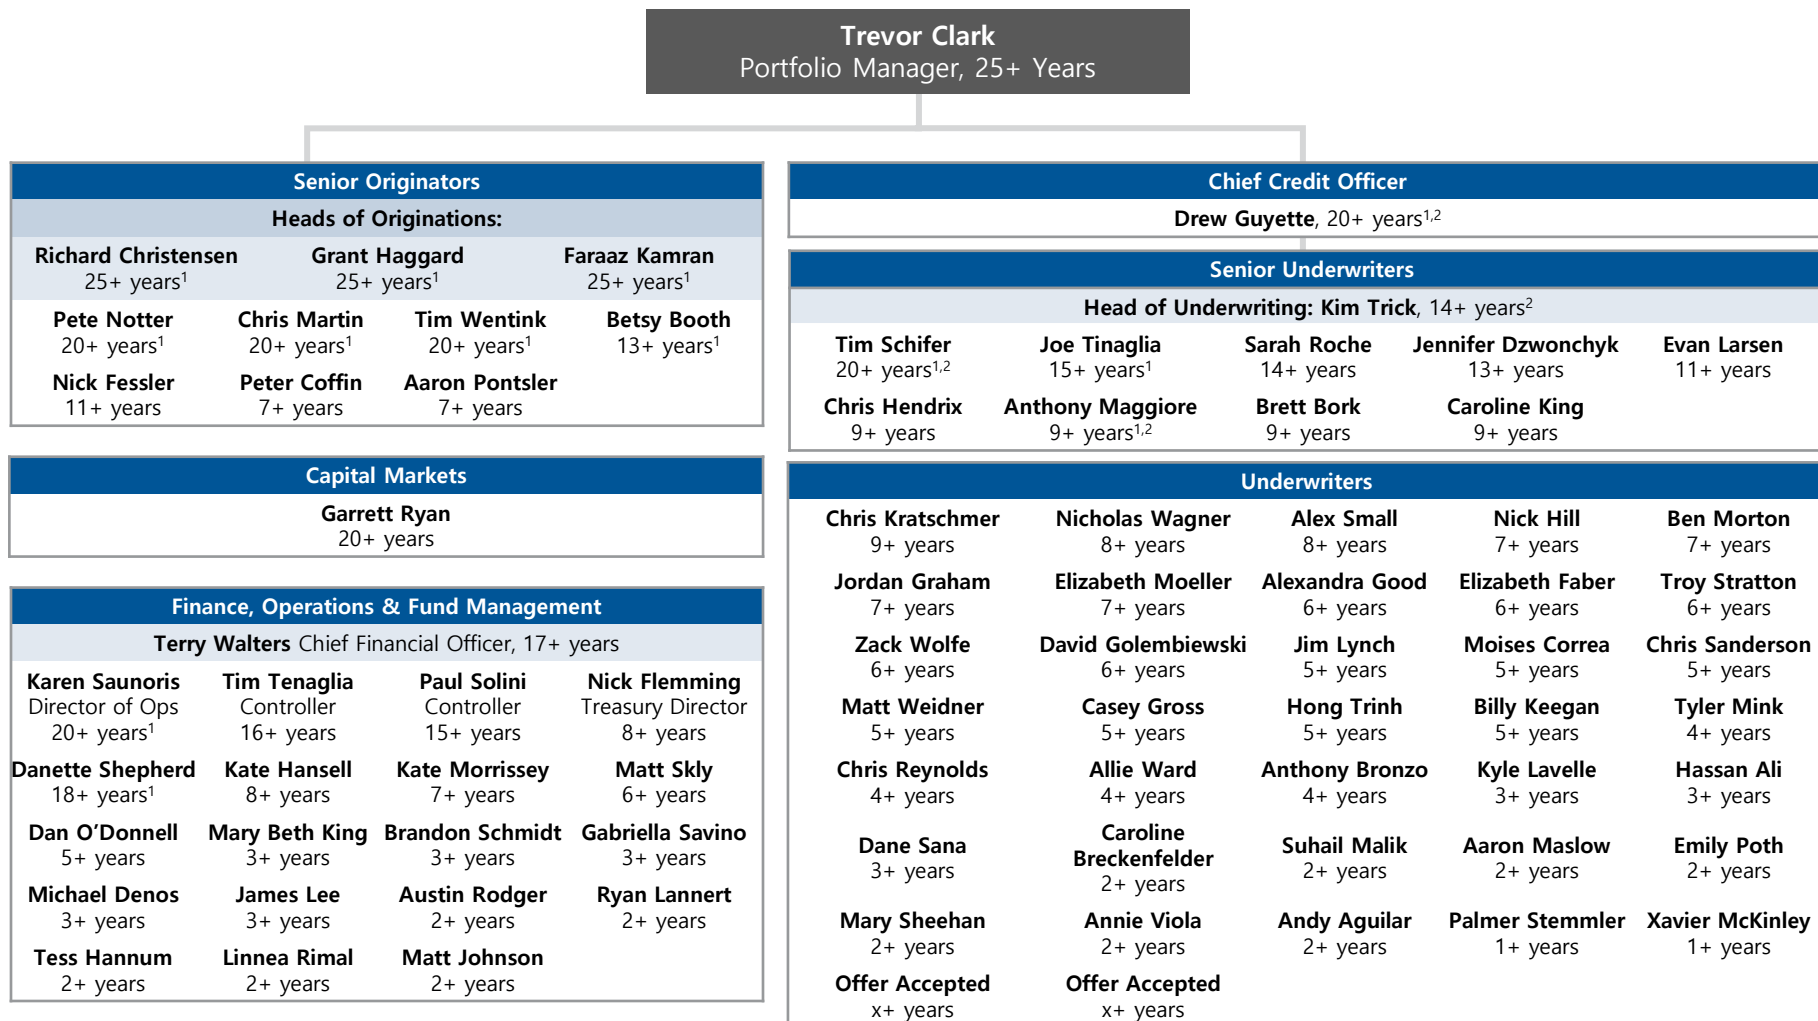 Trevor Clark
Portfolio Manager, 25+ Years
Senior Originators
Heads of Originations:
Richard Christensen Grant Haggard Faraaz Kamran
25+ years1 25+ years1 25+ years1
Pete Notter Chris Martin Tim Wentink Betsy Booth
20+ years1 20+ years1 20+ years1 13+ years1
Nick Fessler Peter Coffin Aaron Pontsler
11+ years 7+ years 7+ years
Capital Markets
Garrett Ryan
20+ years
Finance, Operations & Fund Management
Terry Walters Chief Financial Officer, 17+ years
Karen Saunoris Tim Tenaglia Paul Solini Nick Flemming
Director of Ops Controller Controller Treasury Director
20+ years1 16+ years 15+ years 8+ years
Danette Shepherd Kate Hansell Kate Morrissey Matt Skly
18+ years1 8+ years 7+ years 6+ years
Dan O’Donnell Mary Beth King Brandon Schmidt Gabriella Savino
5+ years 3+ years 3+ years 3+ years
Michael Denos James Lee Austin Rodger Ryan Lannert
3+ years 3+ years 2+ years 2+ years
Tess Hannum Linnea Rimal Matt Johnson
2+ years 2+ years 2+ years
Chief Credit Officer
Drew Guyette, 20+ years1,2
Senior Underwriters
Head of Underwriting: Kim Trick, 14+ years2
Tim Schifer Joe Tinaglia Sarah Roche Jennifer Dzwonchyk Evan Larsen
20+ years1,2 15+ years1 14+ years 13+ years 11+ years
Chris Hendrix Anthony Maggiore Brett Bork Caroline King
9+ years 9+ years1,2 9+ years 9+ years
Underwriters
Chris Kratschmer Nicholas Wagner Alex Small Nick Hill Ben Morton
9+ years 8+ years 8+ years 7+ years 7+ years
Jordan Graham Elizabeth Moeller Alexandra Good Elizabeth Faber Troy Stratton
7+ years 7+ years 6+ years 6+ years 6+ years
Zack Wolfe David Golembiewski Jim Lynch Moises Correa Chris Sanderson
6+ years 6+ years 5+ years 5+ years 5+ years
Matt Weidner Casey Gross Hong Trinh Billy Keegan Tyler Mink
5+ years 5+ years 5+ years 5+ years 4+ years
Chris Reynolds Allie Ward Anthony Bronzo Kyle Lavelle Hassan Ali
4+ years 4+ years 4+ years 3+ years 3+ years
Dane Sana Caroline Breckenfelder Suhail Malik Aaron Maslow Emily Poth
3+ years 2+ years 2+ years 2+ years 2+ years
Mary Sheehan Annie Viola Andy Aguilar Palmer Stemmler Xavier McKinley
2+ years 2+ years 2+ years 1+ years 1+ years
Offer Accepted Offer Accepted
x+ years x+ years